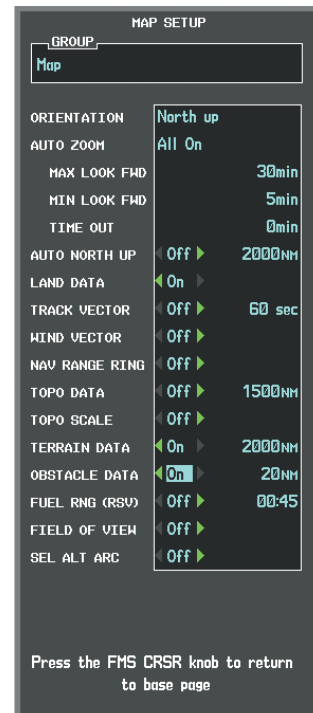 MAP SETUP
GROUP
Map
ORIENTATION North up
AUTO ZOOM All On
MAX LOOK FWD 30min
MIN LOOK FWD 5min
TIME OUT 0min
AUTO NORTH UP Off 2000NM
LAND DATA On
TRACK VECTOR Off 60 sec
WIND VECTOR Off
NAV RANGE RING Off
TOPO DATA Off 1500NM
TOPO SCALE Off
TERRAIN DATA On 2000NM
OBSTACLE DATA On 20NM
FUEL RNG (RSV) Off 00:45
FIELD OF VIEW Off
SEL ALT ARC Off
Press the FMS CRSR knob to return
to base page